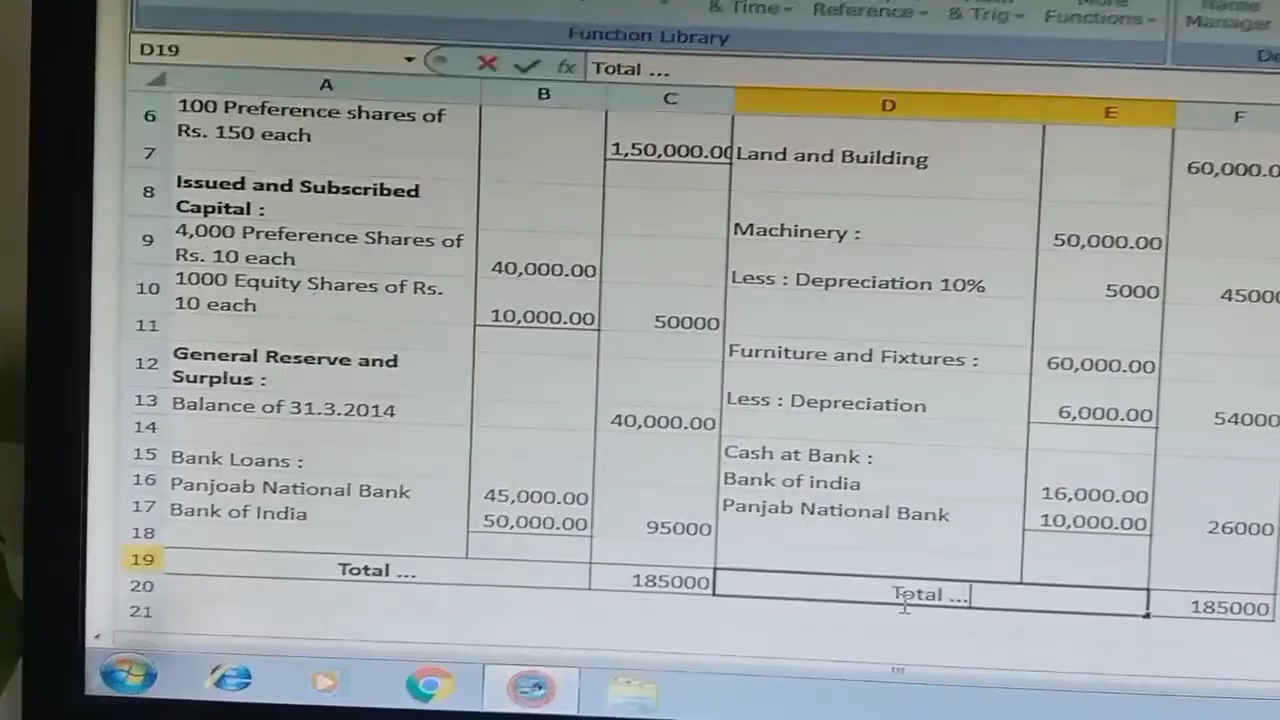 & Time Reference & Trig Functions Manager
Function Library
D19 fx Total ...
A B C D E F
6 100 Preference shares of
Rs. 150 each
7 1,50,000.00 Land and Building 60,000.0
8 Issued and Subscribed
Capital : Machinery : 50,000.00
9 4,000 Preference Shares of
Rs. 10 each 40,000.00 Less : Depreciation 10% 5000 4500
10 1000 Equity Shares of Rs.
10 each 10,000.00 50000
11
12 General Reserve and Furniture and Fixtures : 60,000.00
Surplus :
13 Balance of 31.3.2014 40,000.00 Less : Depreciation 6,000.00 54000
14
15 Bank Loans : Cash at Bank :
16 Panjoab National Bank 45,000.00 Bank of india 16,000.00
17 Bank of India 50,000.00 95000 Panjab National Bank 10,000.00 26000
18
19 Total ... 185000 Total ... 185000
20
21